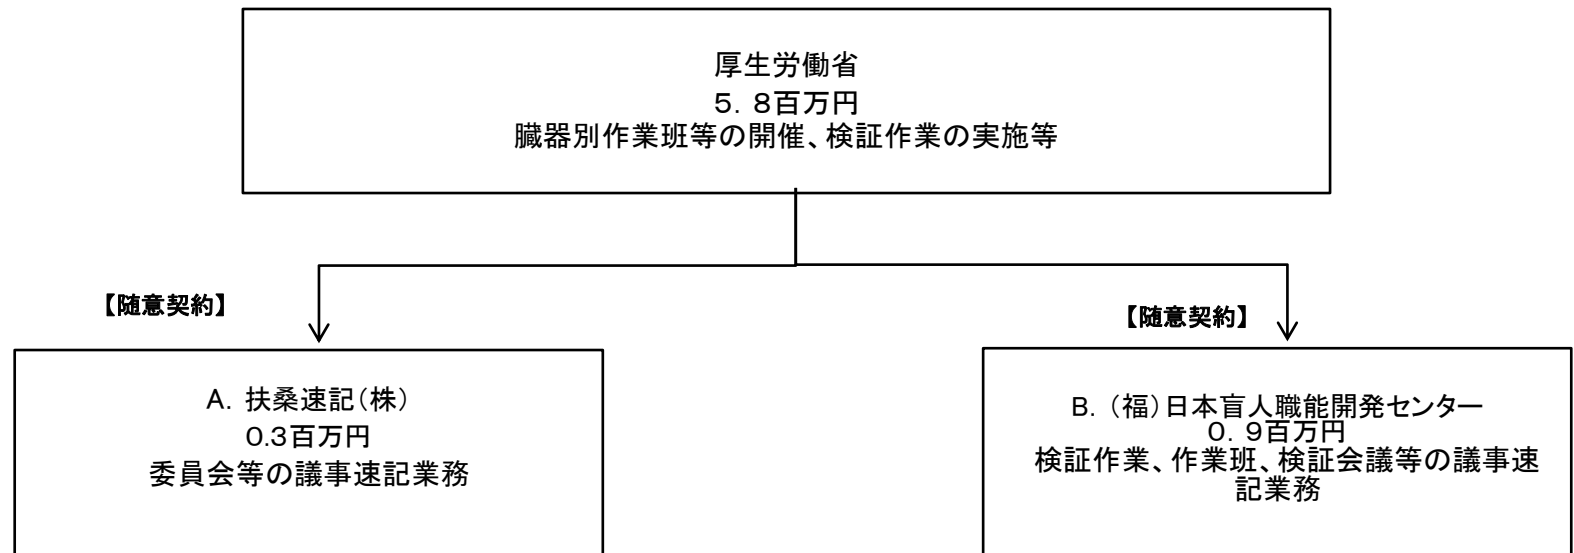 厚生労働省
５．８百万円
臓器別作業班等の開催、検証作業の実施等
【随意契約】
【随意契約】
A．扶桑速記（株）
０.３百万円
委員会等の議事速記業務
B．（福）日本盲人職能開発センター
０．９百万円
検証作業、作業班、検証会議等の議事速
記業務